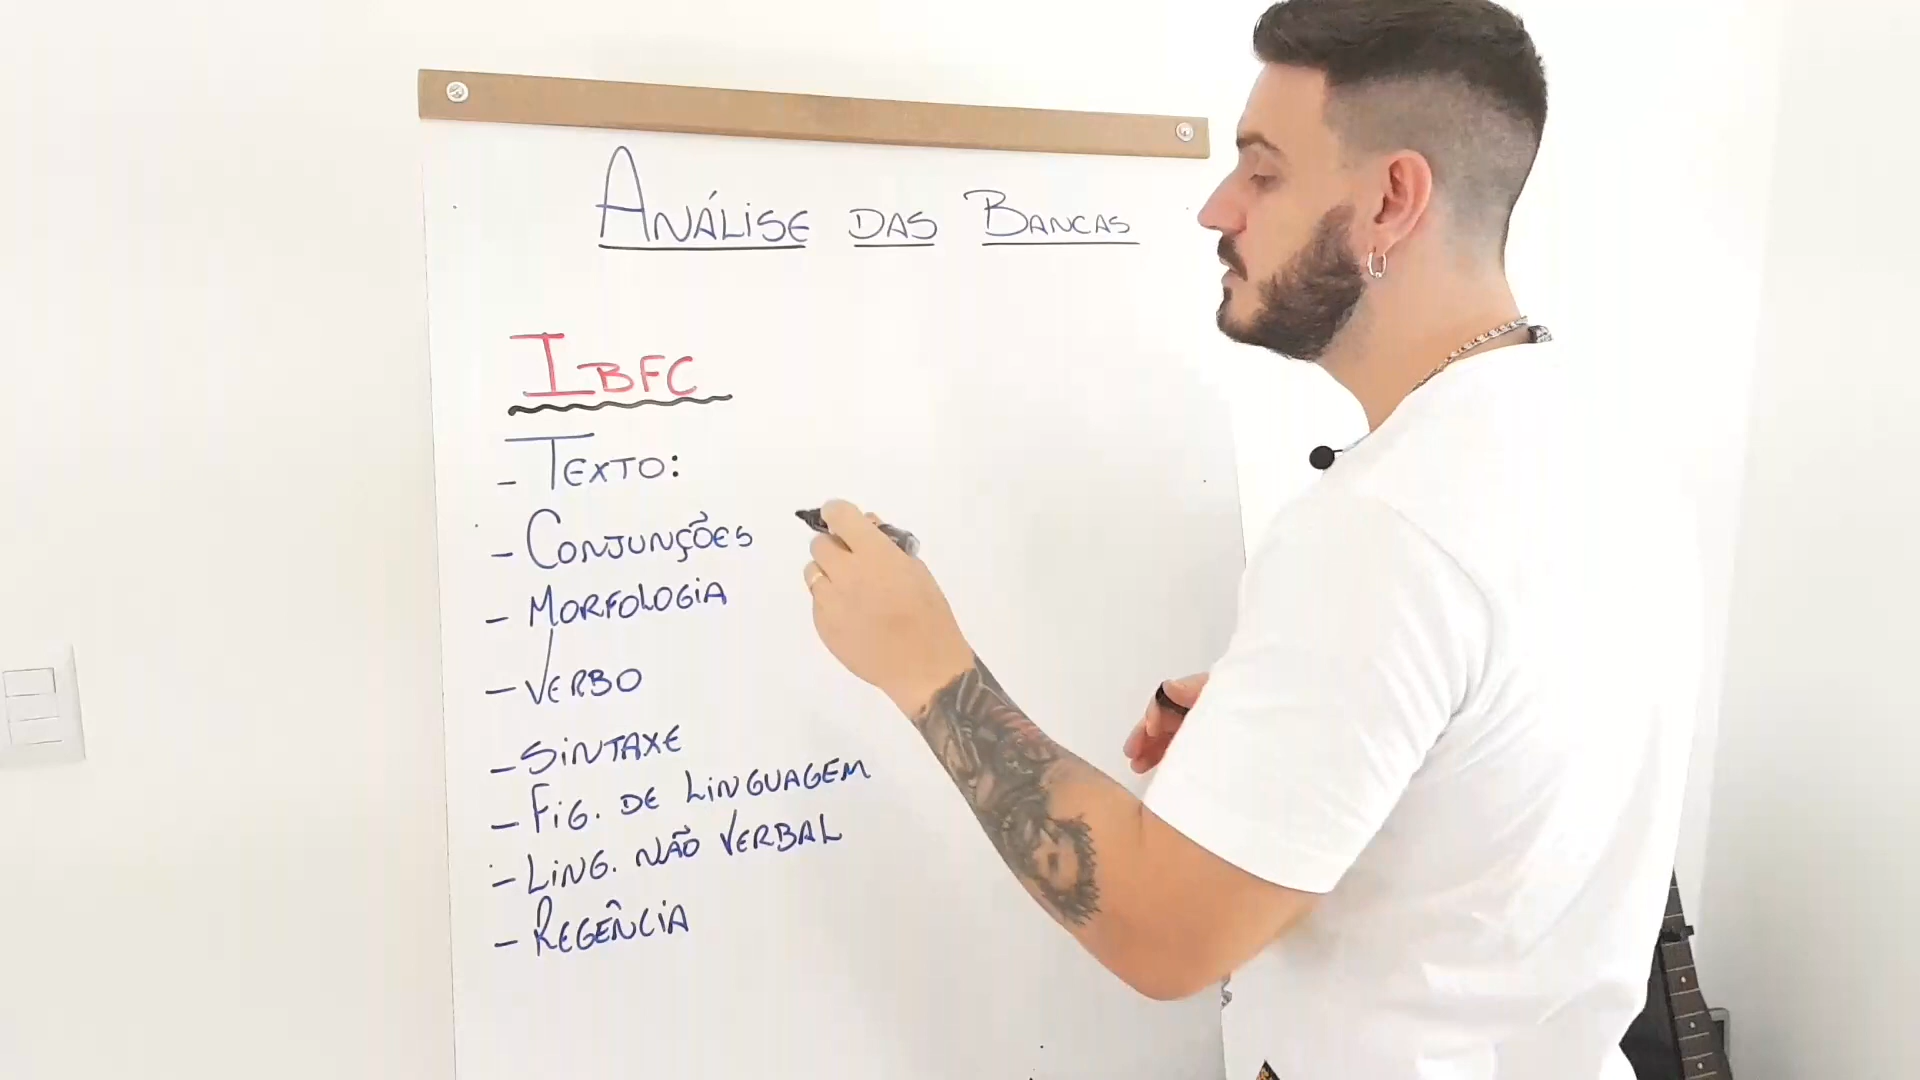 ANÁLISE DAS BANCAS
IBFC
- TEXTO:
- CONJUNÇÕES
- MORFOLOGIA
- VERBO
- SINTAXE
- FIG. DE LINGUAGEM
- LING. NÃO VERBAL
- REGÊNCIA